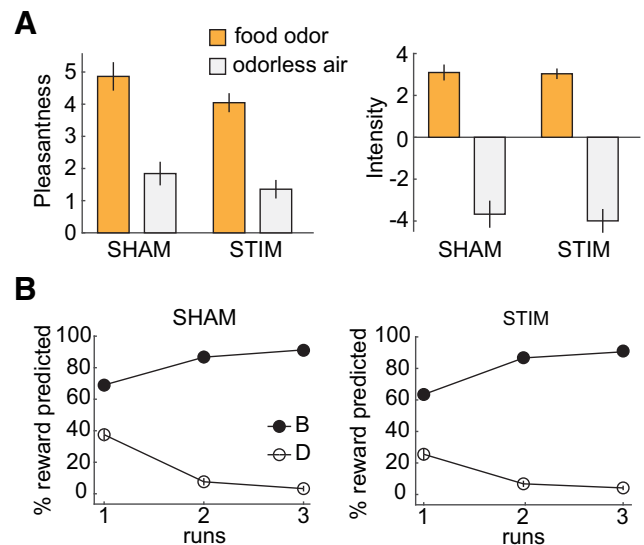 A
food odor
odorless air
Pleasantness
5
4
3
2
1
0
SHAM
STIM
Intensity
4
2
0
-2
-4
SHAM
STIM
B
SHAM
% reward predicted
100
80
60
40
20
0
B
D
1
2
3
runs
STIM
% reward predicted
100
80
60
40
20
0
1
2
3
runs